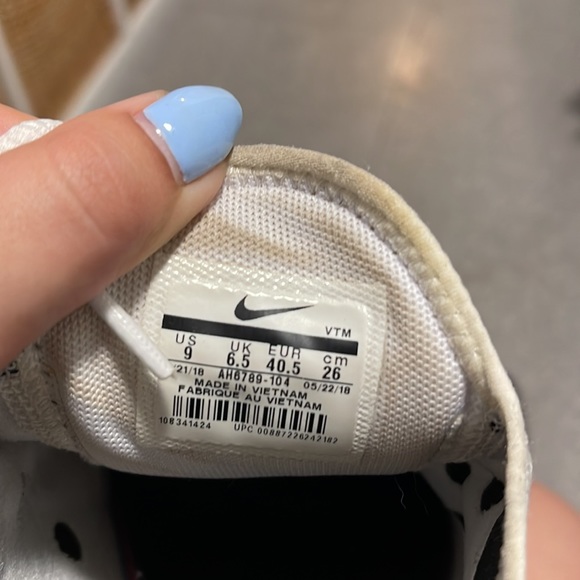 VTM
US UK EUR cm
9 6.5 40.5 26
21/18 AH6789-104 05/22/18
MADE IN VIETNAM
FABRIQUE AU VIETNAM
108341424 UPC 00887226242182